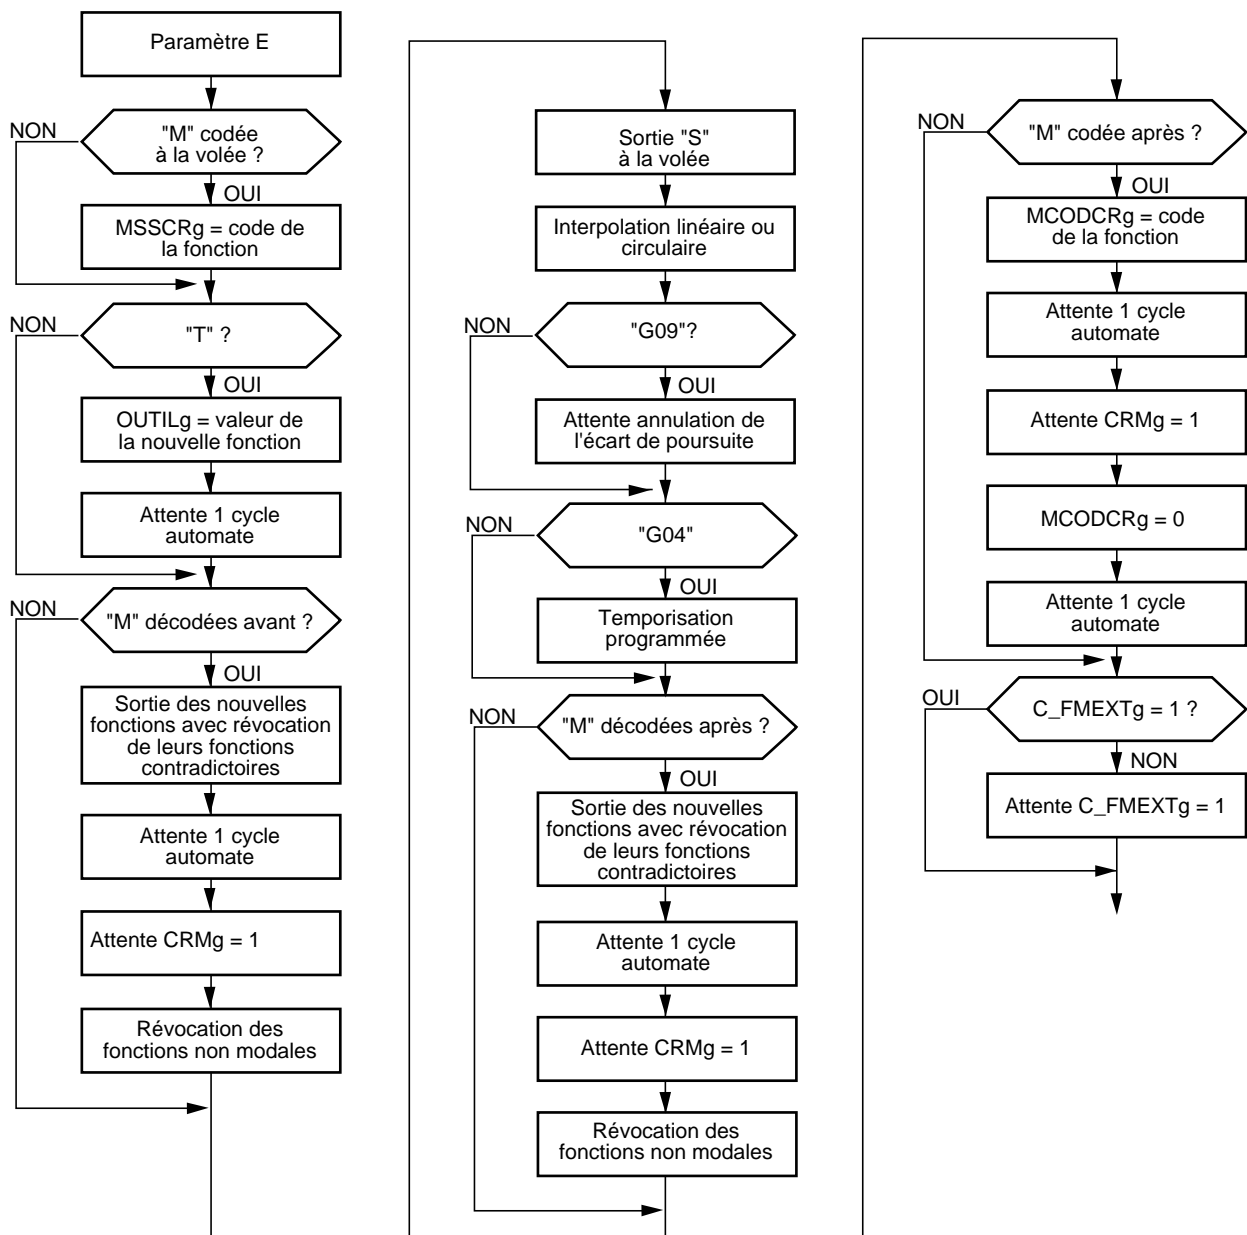 Paramètre E
NON
"M" codée
à la volée ?
OUI
MSSCRg = code de
la fonction
NON
"T" ?
OUI
OUTILg = valeur de
la nouvelle fonction
Attente 1 cycle
automate
NON
"M" décodées avant ?
OUI
Sortie des nouvelles
fonctions avec révocation
de leurs fonctions
contradictoires
Attente 1 cycle
automate
Attente CRMg = 1
Révocation des
fonctions non modales
Sortie "S"
à la volée
Interpolation linéaire ou
circulaire
NON
"G09"?
OUI
Attente annulation de
l'écart de poursuite
NON
"G04"
OUI
Temporisation
programmée
NON
"M" décodées après ?
OUI
Sortie des nouvelles
fonctions avec révocation
de leurs fonctions
contradictoires
Attente 1 cycle
automate
Attente CRMg = 1
Révocation des
fonctions non modales
NON
"M" codée après ?
OUI
MCODCRg = code
de la fonction
Attente 1 cycle
automate
Attente CRMg = 1
MCODCRg = 0
Attente 1 cycle
automate
OUI
C_FMEXTg = 1 ?
NON
Attente C_FMEXTg = 1